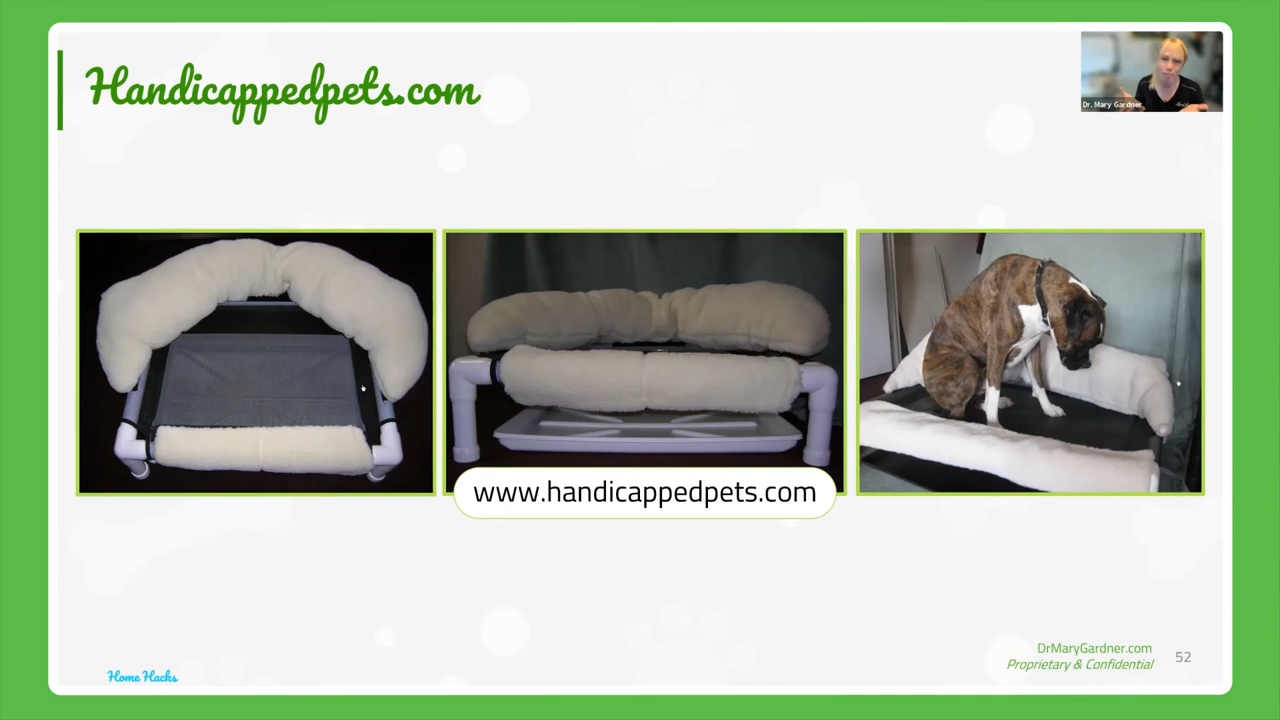 Handicappedpets.com
Dr. Mary Gardner
www.handicappedpets.com
DrMaryGardner.com
Proprietary & Confidential
52
Home Hacks